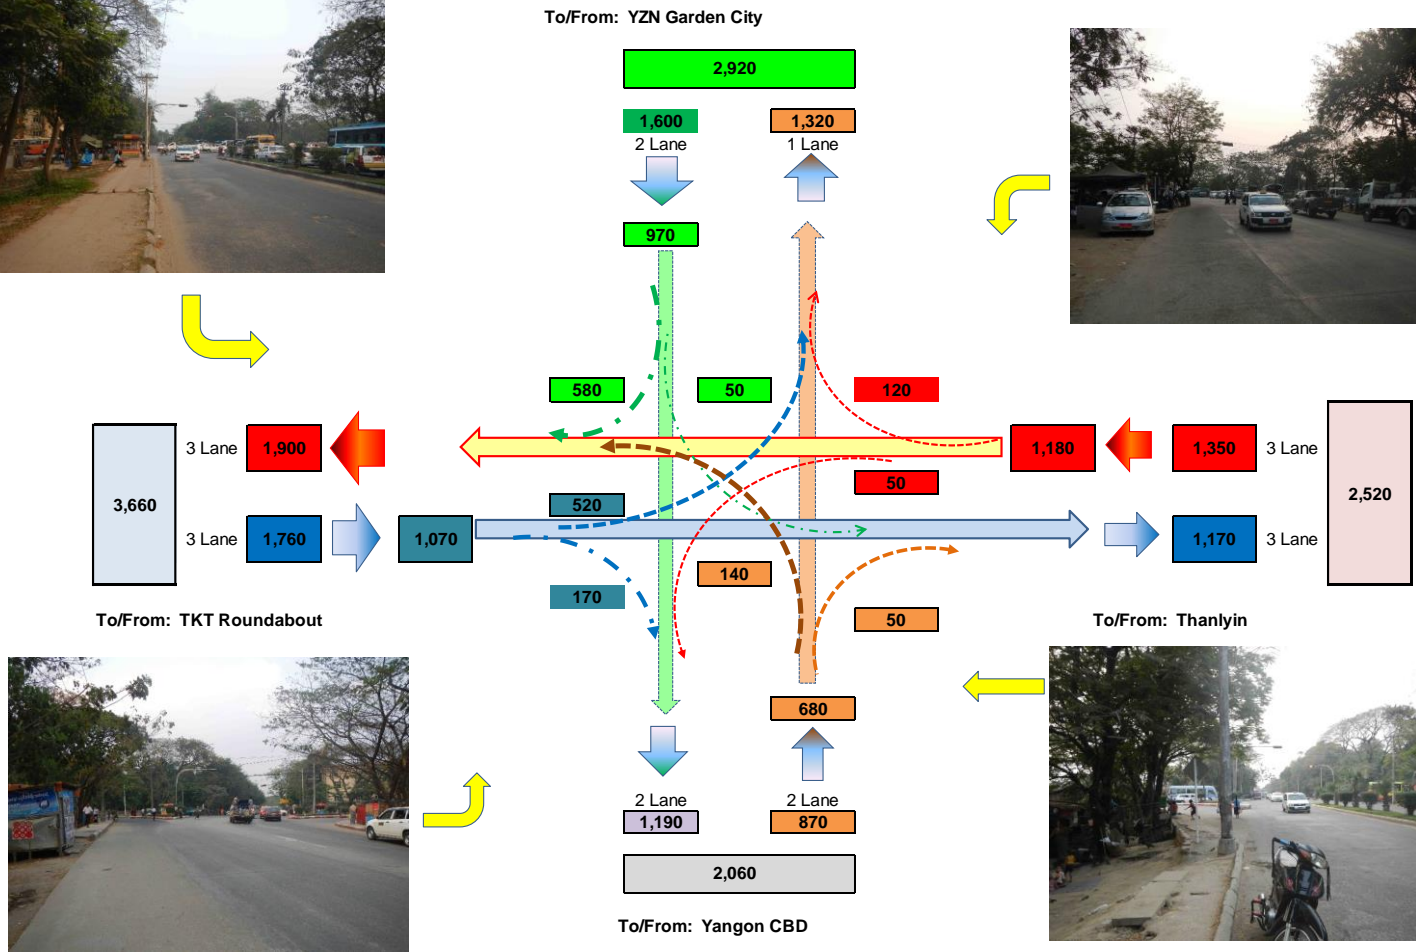 To/From: YZN Garden City
2,920
1,600 1,320
2 Lane 1 Lane
970
580 50 120
3 Lane 1,900 1,180 1,350 3 Lane
50
3,660 2,520
520
3 Lane 1,760 1,070 1,170 3 Lane
140
170
50
To/From: TKT Roundabout To/From: Thanlyin
680
2 Lane 2 Lane
1,190 870
2,060
To/From: Yangon CBD